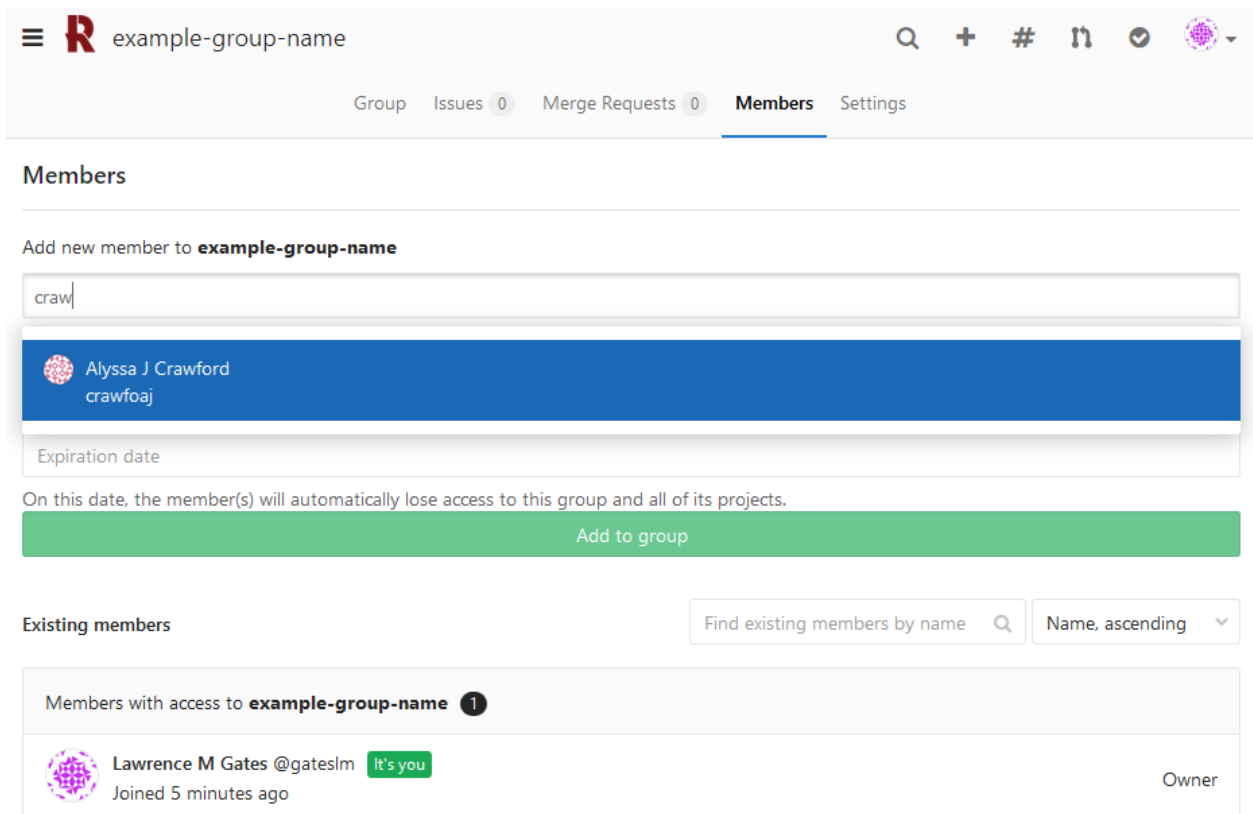 R example-group-name
Group Issues 0 Merge Requests 0 Members Settings
Members
Add new member to example-group-name
craw
Alyssa J Crawford
crawfoaj
Expiration date
On this date, the member(s) will automatically lose access to this group and all of its projects.
Add to group
Existing members
Find existing members by name
Name, ascending
Members with access to example-group-name 1
Lawrence M Gates @gateslm It's you
Joined 5 minutes ago
Owner